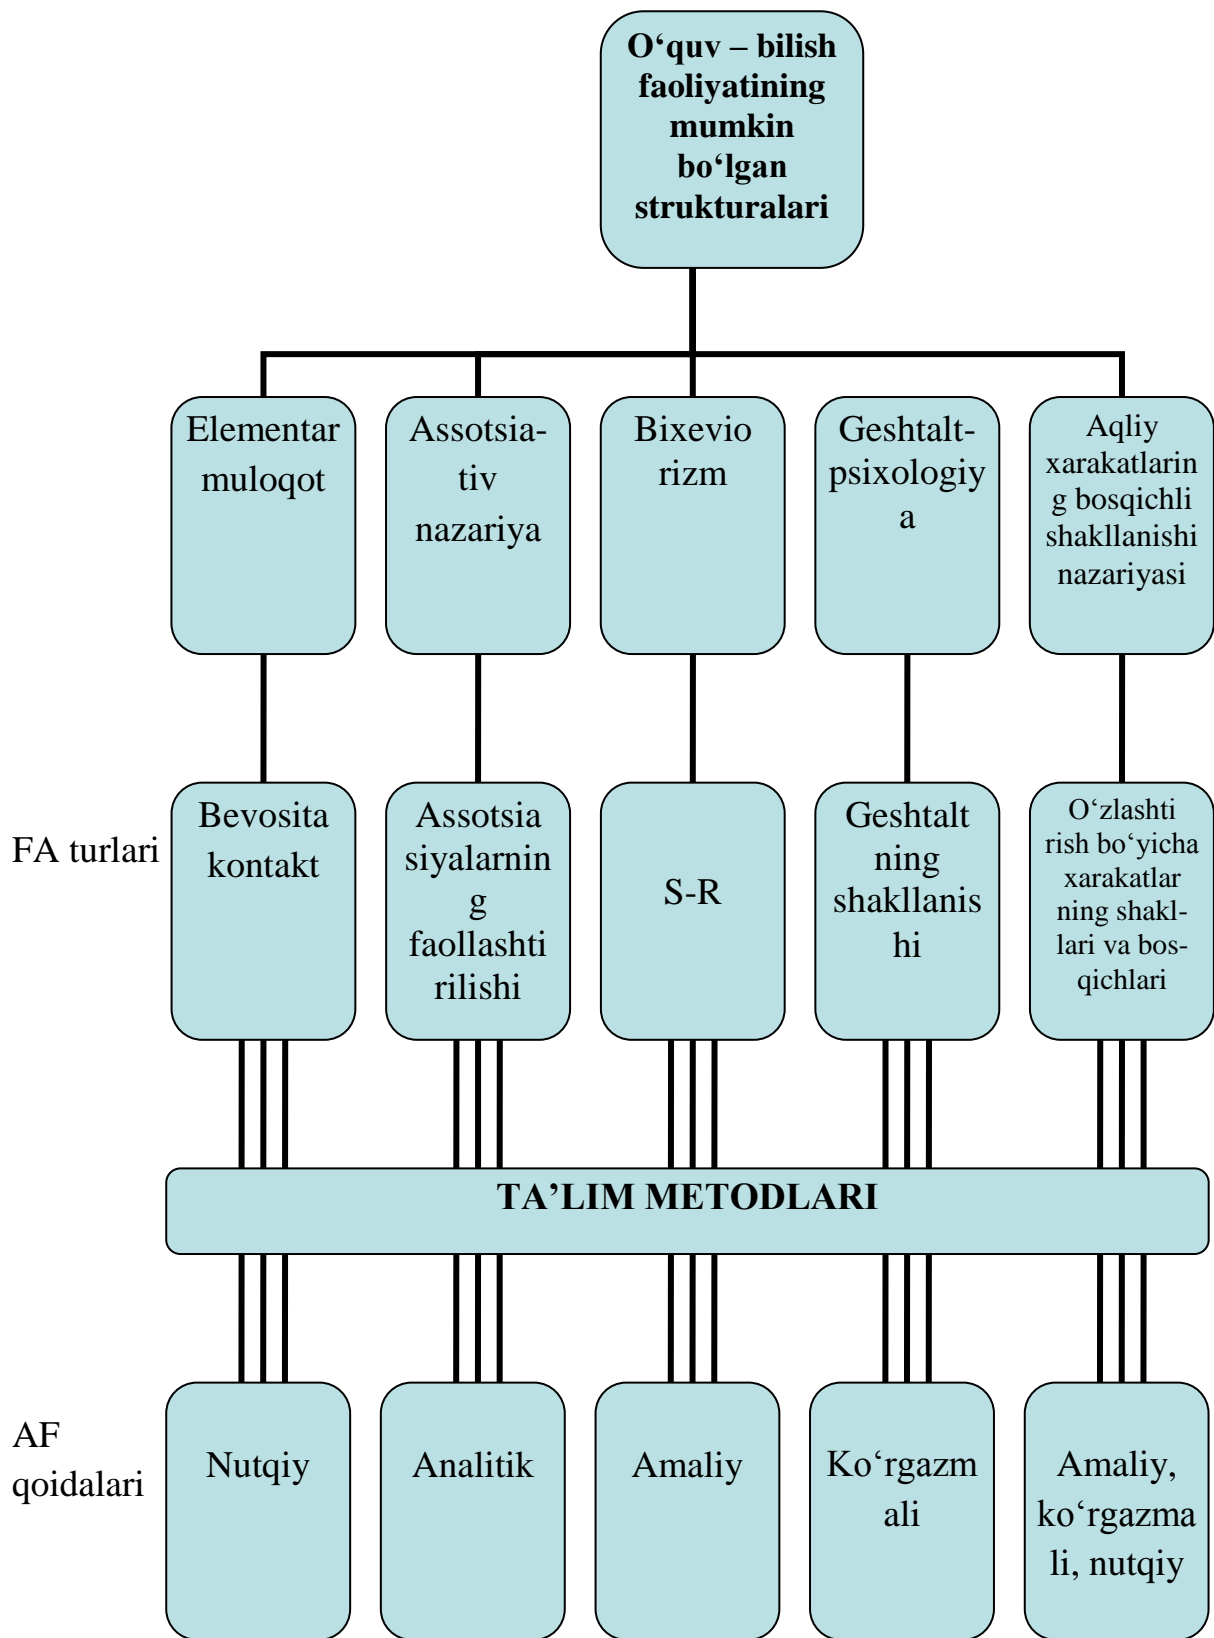 O‘quv – bilish
faoliyatining
mumkin
bo‘lgan
strukturalari
Elementar
muloqot
Assotsia-
tiv
nazariya
Bixevio
rizm
Geshtalt-
psixologiy
a
Aqliy
xarakatlarin
g bosqichli
shakllanishi
nazariyasi
FA turlari
Bevosita
kontakt
Assotsia
siyalarnin
g
faollashti
rilishi
S-R
Geshtalt
ning
shakllanis
hi
O‘zlashti
rish bo‘yicha
xarakatlar
ning shakl-
lari va bos-
qichlari
TA’LIM METODLARI
AF
qoidalari
Nutqiy
Analitik
Amaliy
Ko‘rgazm
ali
Amaliy,
ko‘rgazma
li, nutqiy